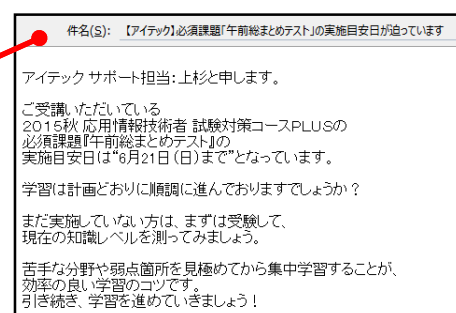 件名(S): 【アイテック】必須課題「午前総まとめテスト」の実施目安日が迫っています
アイテック サポート担当:上杉と申します。
ご受講いただいている
2015秋 応用情報技術者 試験対策コースPLUSの
必須課題『午前総まとめテスト』の
実施目安日は“6月21日(日)まで”となっています。
学習は計画どおりに順調に進んでおりますでしょうか？
まだ実施していない方は、まずは受験して、
現在の知識レベルを測ってみましょう。
苦手な分野や弱点箇所を見極めてから集中学習することが、
効率の良い学習のコツです。
引き続き、学習を進めていきましょう！